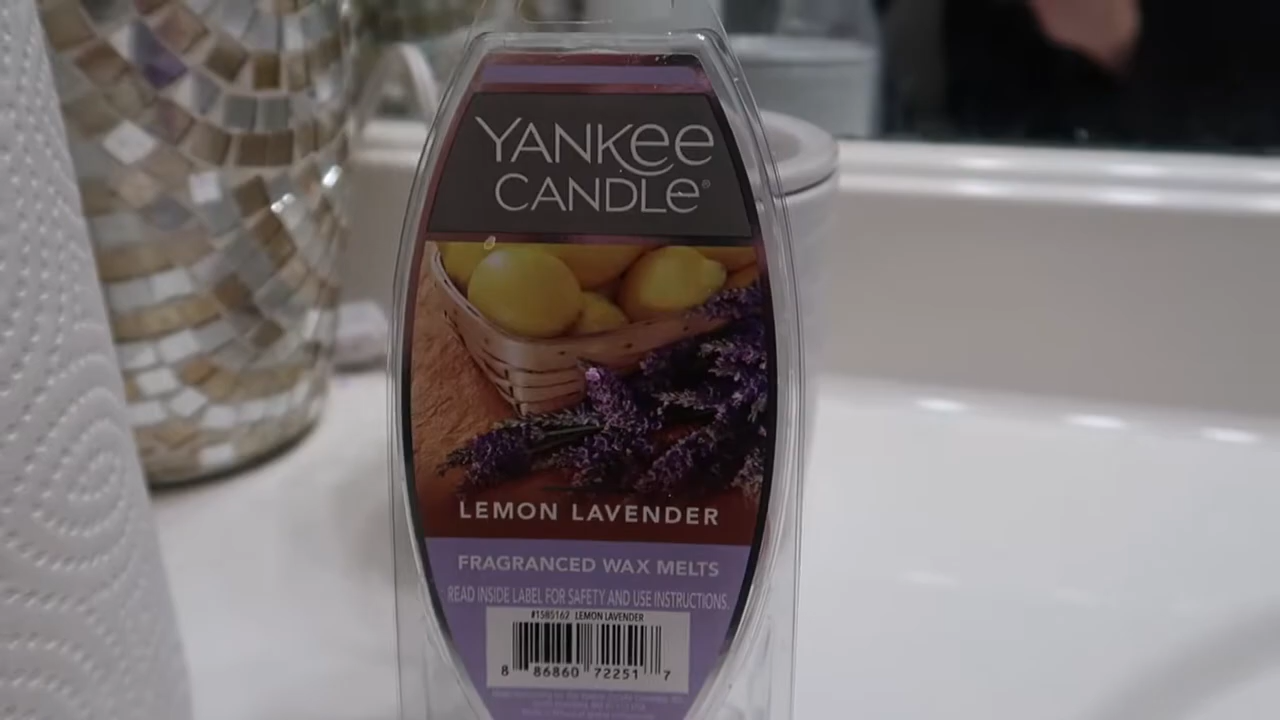 YANKEE
CANDLE®
LEMON LAVENDER
FRAGRANCED WAX MELTS
READ INSIDE LABEL FOR SAFETY AND USE INSTRUCTIONS.
#1585162 LEMON LAVENDER
8 86860 72251 7